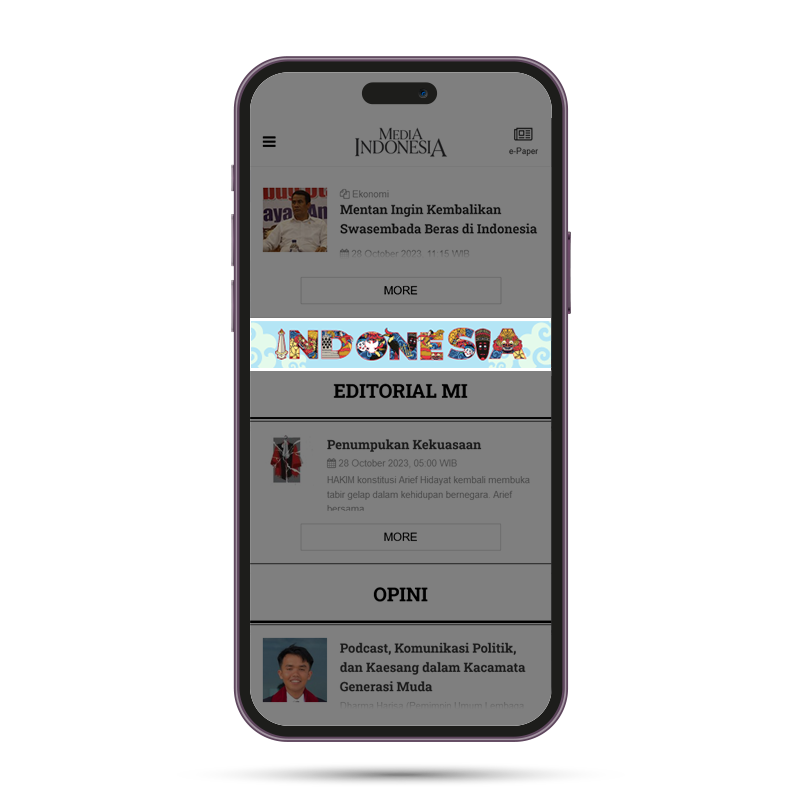 MEDIA
INDONESIA
e-Paper
Ekonomi
Mentan Ingin Kembalikan
Swasembada Beras di Indonesia
28 October 2023, 11:15 WIB
MORE
INDONESIA
EDITORIAL MI
Penumpukan Kekuasaan
28 October 2023, 05:00 WIB
HAKIM konstitusi Arief Hidayat kembali membuka
tabir gelap dalam kehidupan bernegara. Arief
bersama
MORE
OPINI
Podcast, Komunikasi Politik,
dan Kaesang dalam Kacamata
Generasi Muda